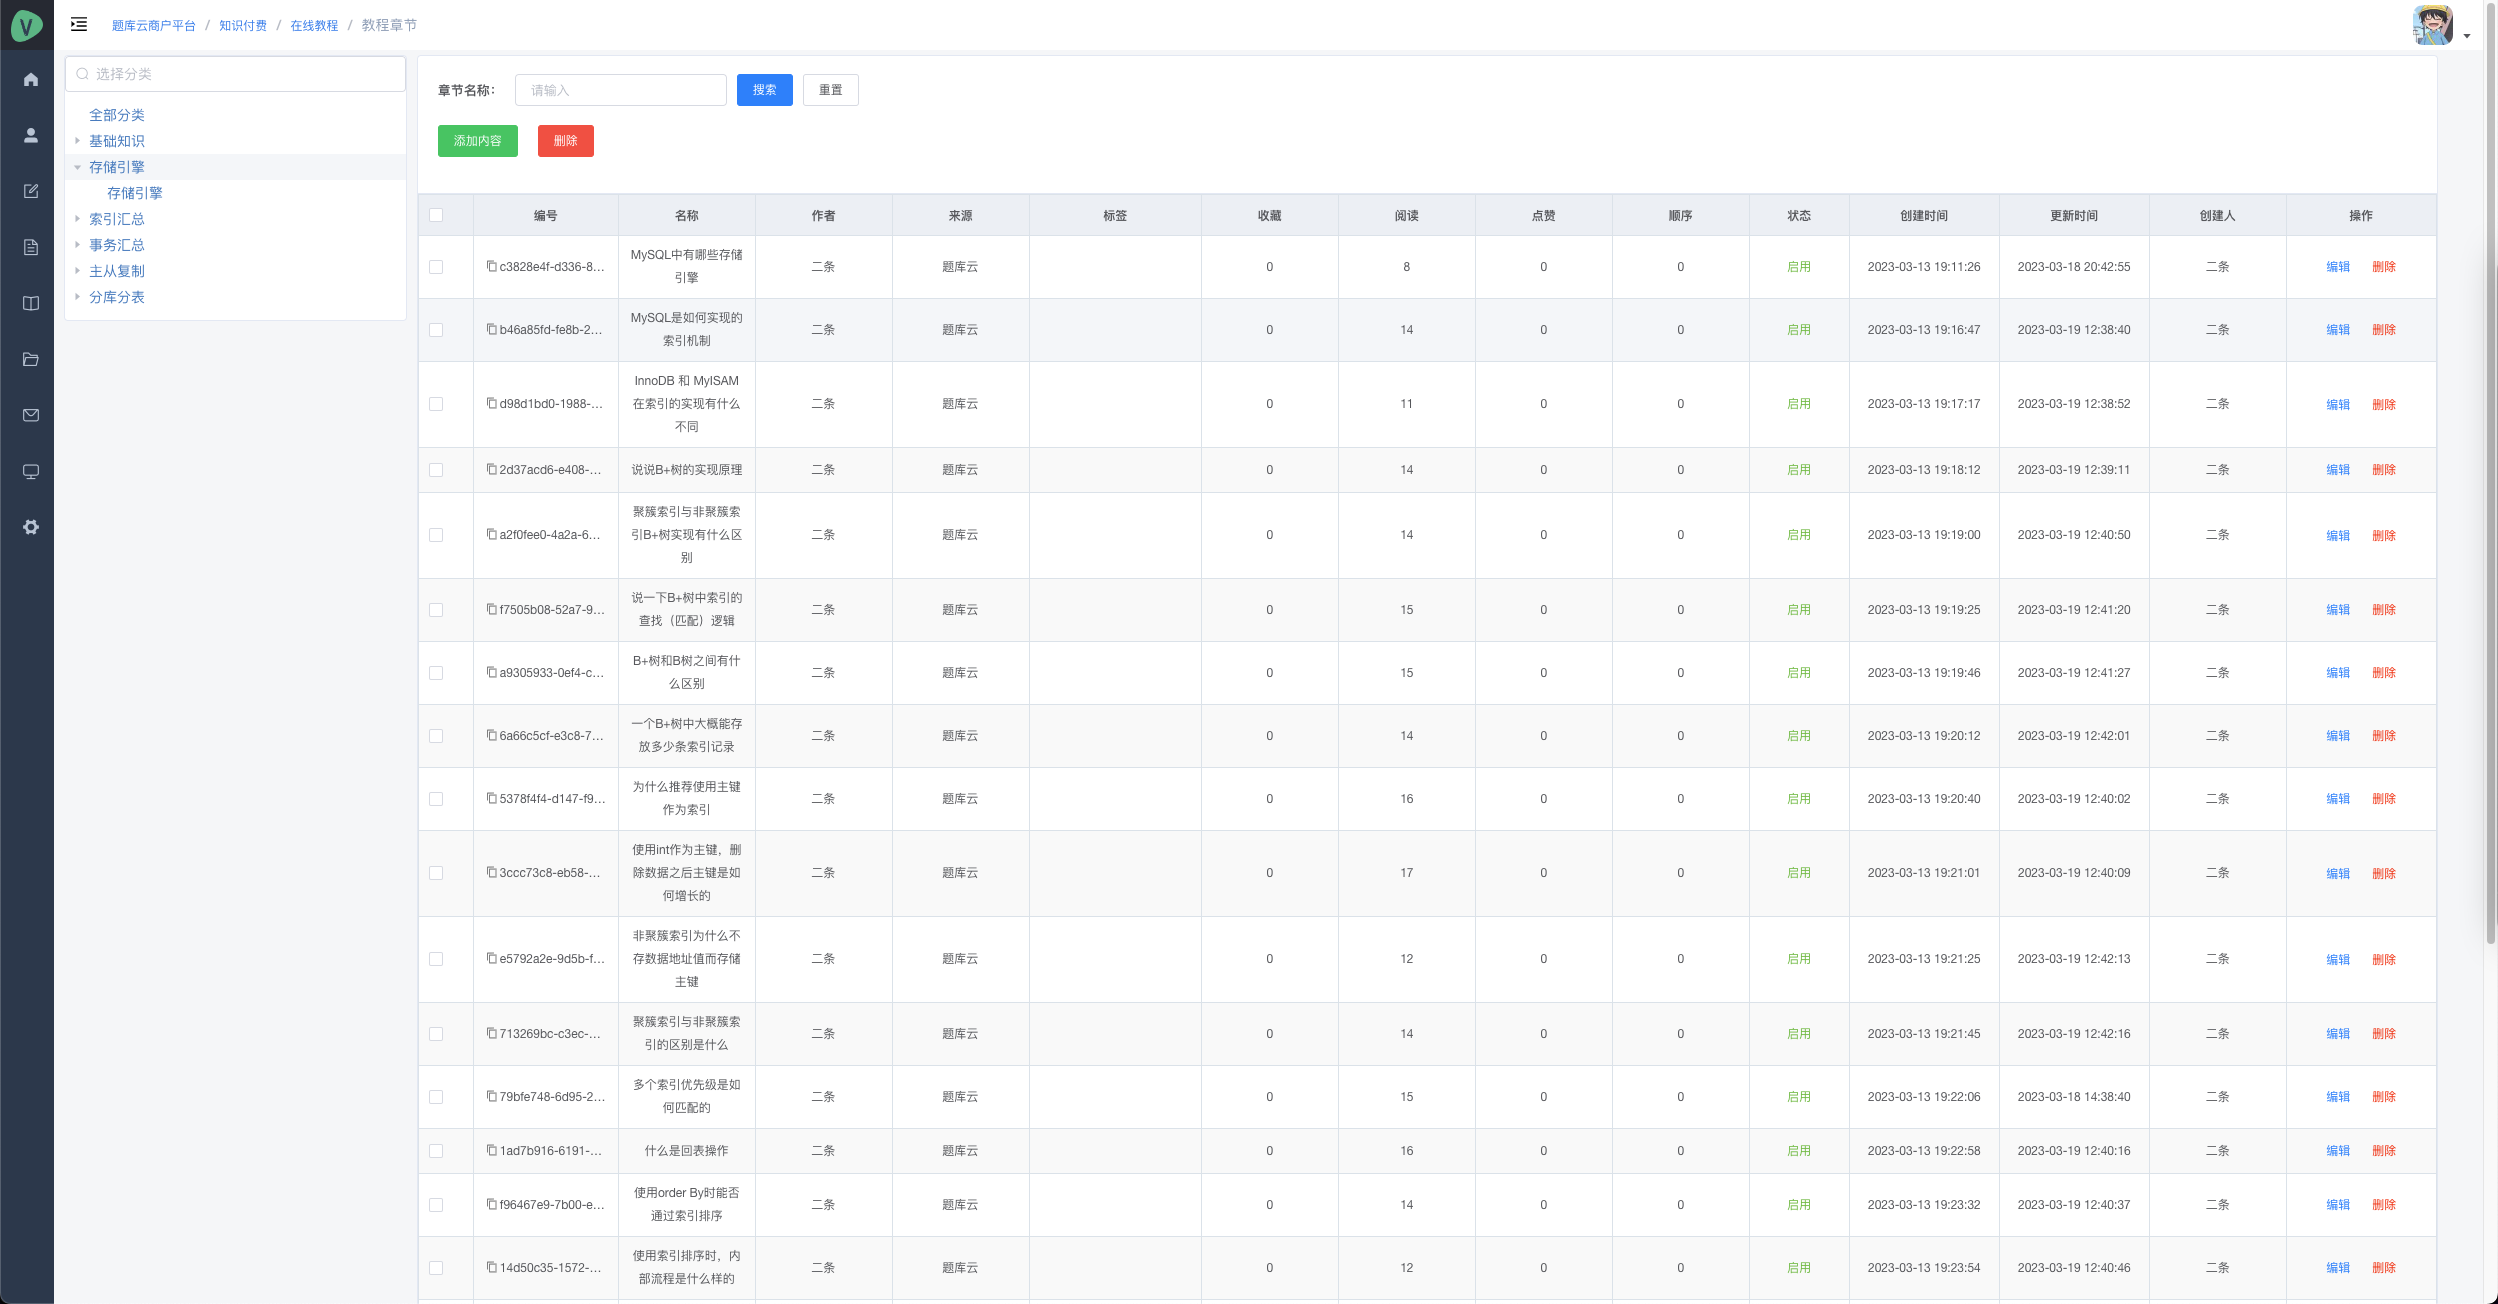 V
题库云商户平台 / 知识付费 / 在线教程 / 教程章节
选择分类
全部分类
基础知识
存储引擎
存储引擎
索引汇总
事务汇总
主从复制
分库分表
章节名称： 请输入 搜索 重置
添加内容 删除
编号 名称 作者 来源 标签 收藏 阅读 点赞 顺序 状态 创建时间 更新时间 创建人 操作
c3828e4f-d336-8... MySQL中有哪些存储 二条 题库云 0 8 0 0 启用 2023-03-13 19:11:26 2023-03-18 20:42:55 二条 编辑 删除
引擎
b46a85fd-fe8b-2... MySQL是如何实现的 二条 题库云 0 14 0 0 启用 2023-03-13 19:16:47 2023-03-19 12:38:40 二条 编辑 删除
索引机制
InnoDB 和 MyISAM
d98d1bd0-1988-... 在索引的实现有什么 二条 题库云 0 11 0 0 启用 2023-03-13 19:17:17 2023-03-19 12:38:52 二条 编辑 删除
不同
2d37acd6-e408-... 说说B+树的实现原理 二条 题库云 0 14 0 0 启用 2023-03-13 19:18:12 2023-03-19 12:39:11 二条 编辑 删除
聚簇索引与非聚簇索
a2f0fee0-4a2a-6... 引B+树实现有什么区 二条 题库云 0 14 0 0 启用 2023-03-13 19:19:00 2023-03-19 12:40:50 二条 编辑 删除
别
f7505b08-52a7-9... 说一下B+树中索引的 二条 题库云 0 15 0 0 启用 2023-03-13 19:19:25 2023-03-19 12:41:20 二条 编辑 删除
查找（匹配）逻辑
a9305933-0ef4-c... B+树和B树之间有什 二条 题库云 0 15 0 0 启用 2023-03-13 19:19:46 2023-03-19 12:41:27 二条 编辑 删除
么区别
6a66c5cf-e3c8-7... 一个B+树中大概能存 二条 题库云 0 14 0 0 启用 2023-03-13 19:20:12 2023-03-19 12:42:01 二条 编辑 删除
放多少条索引记录
5378f4f4-d147-f9... 为什么推荐使用主键 二条 题库云 0 16 0 0 启用 2023-03-13 19:20:40 2023-03-19 12:40:02 二条 编辑 删除
作为索引
使用int作为主键，删
3ccc73c8-eb58-... 除数据之后主键是如 二条 题库云 0 17 0 0 启用 2023-03-13 19:21:01 2023-03-19 12:40:09 二条 编辑 删除
何增长的
非聚簇索引为什么不
e5792a2e-9d5b-f... 存数据地址值而存储 二条 题库云 0 12 0 0 启用 2023-03-13 19:21:25 2023-03-19 12:42:13 二条 编辑 删除
主键
713269bc-c3ec-... 聚簇索引与非聚簇索 二条 题库云 0 14 0 0 启用 2023-03-13 19:21:45 2023-03-19 12:42:16 二条 编辑 删除
引的区别是什么
79bfe748-6d95-2... 多个索引优先级是如 二条 题库云 0 15 0 0 启用 2023-03-13 19:22:06 2023-03-18 14:38:40 二条 编辑 删除
何匹配的
1ad7b916-6191-... 什么是回表操作 二条 题库云 0 16 0 0 启用 2023-03-13 19:22:58 2023-03-19 12:40:16 二条 编辑 删除
f96467e9-7b00-e... 使用order By时能否 二条 题库云 0 14 0 0 启用 2023-03-13 19:23:32 2023-03-19 12:40:37 二条 编辑 删除
通过索引排序
14d50c35-1572-... 使用索引排序时，内 二条 题库云 0 12 0 0 启用 2023-03-13 19:23:54 2023-03-19 12:40:46 二条 编辑 删除
部流程是什么样的